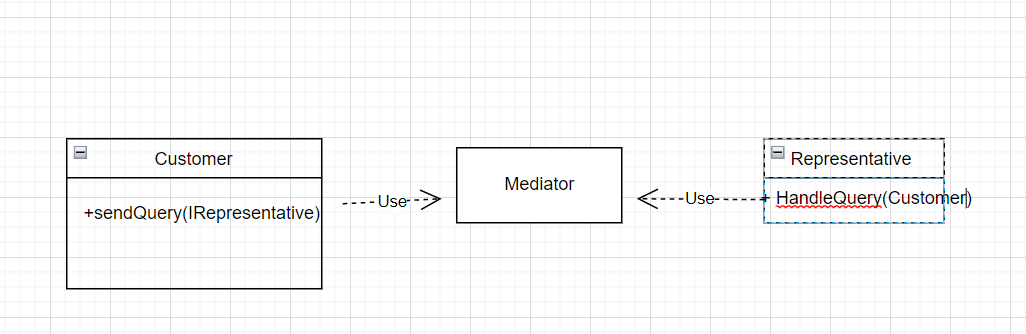 Customer
+sendQuery(IRepresentative)
Use
Mediator
Use
Representative
+ HandleQuery(Customer)